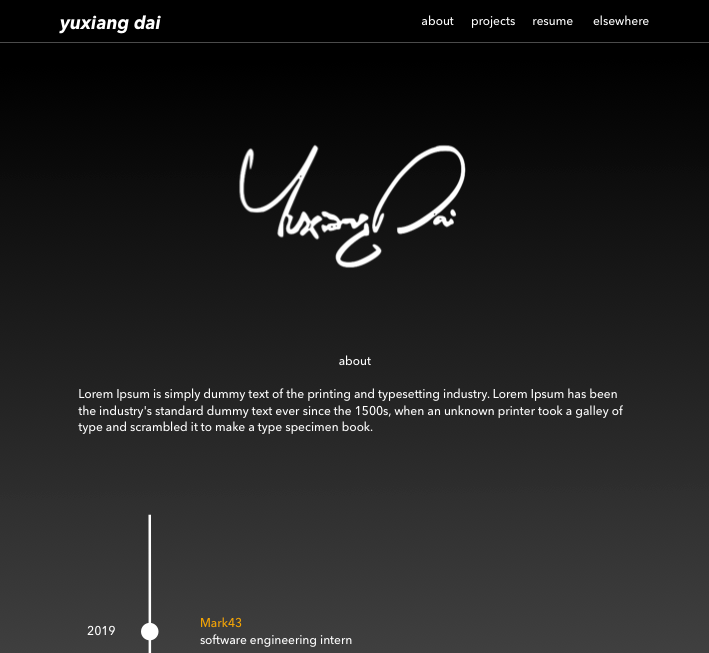 yuxiang dai
about projects resume elsewhere
Yuxiang Dai
about
Lorem Ipsum is simply dummy text of the printing and typesetting industry. Lorem Ipsum has been
the industry's standard dummy text ever since the 1500s, when an unknown printer took a galley of
type and scrambled it to make a type specimen book.
2019
Mark43
software engineering intern